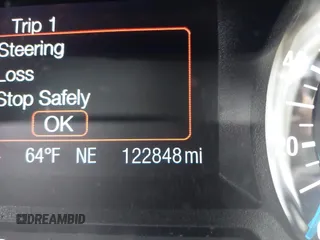 Trip 1
Steering
Loss
Stop Safely
OK
64°F NE 122848 mi
DREAMBID